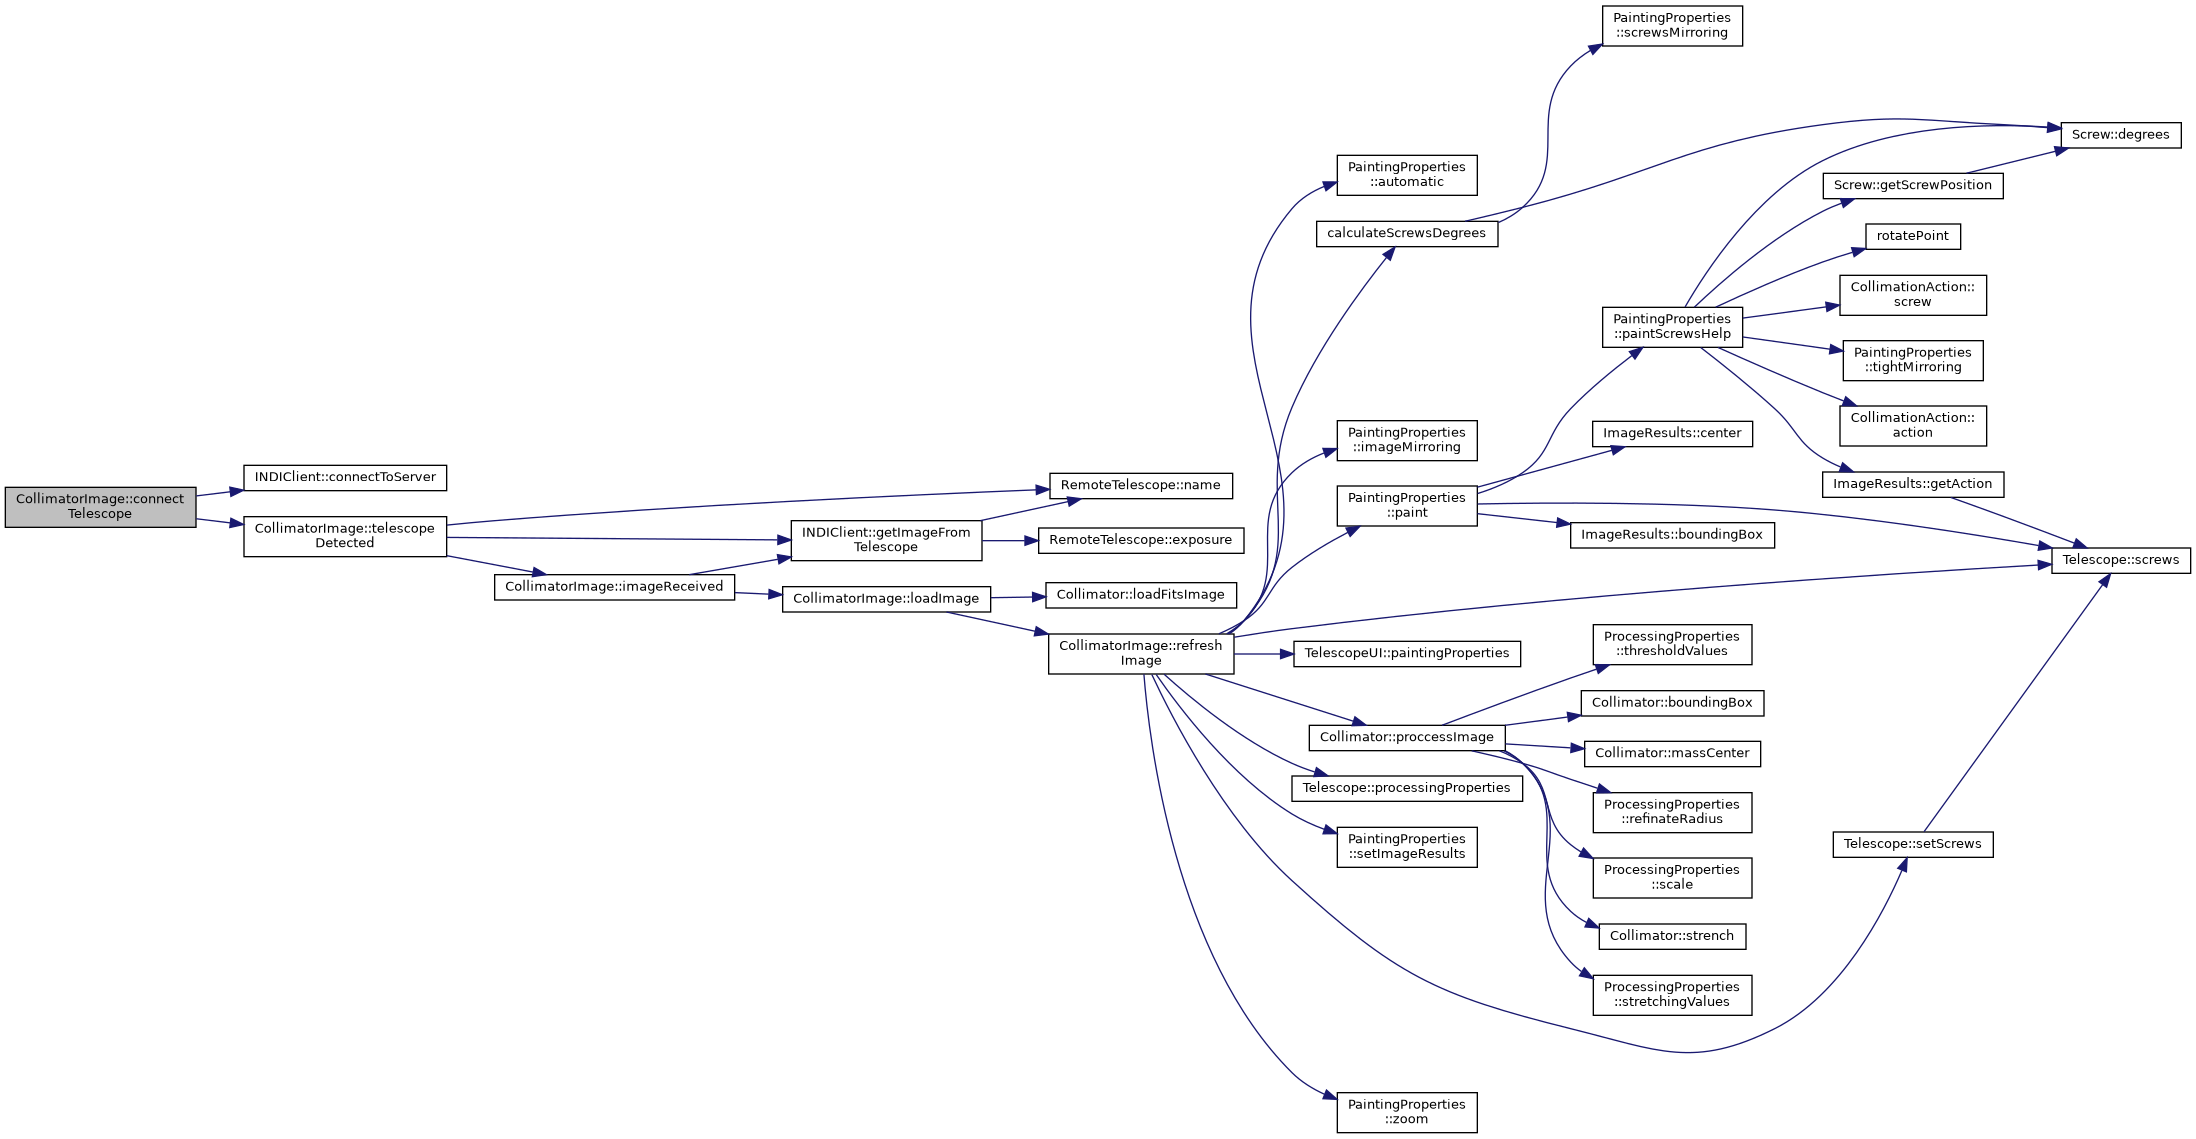 CollimatorImage::connect
Telescope
INDIClient::connectToServer
CollimatorImage::telescope
Detected
CollimatorImage::imageReceived
INDIClient::getImageFrom
Telescope
CollimatorImage::loadImage
RemoteTelescope::name
RemoteTelescope::exposure
Collimator::loadFitsImage
CollimatorImage::refresh
Image
PaintingProperties
::automatic
calculateScrewsDegrees
PaintingProperties
::imageMirroring
PaintingProperties
::paint
TelescopeUI::paintingProperties
Collimator::proccessImage
Telescope::processingProperties
PaintingProperties
::setImageResults
PaintingProperties
::zoom
PaintingProperties
::screwsMirroring
PaintingProperties
::paintScrewsHelp
ImageResults::center
ImageResults::boundingBox
ProcessingProperties
::thresholdValues
Collimator::boundingBox
Collimator::massCenter
ProcessingProperties
::refinateRadius
ProcessingProperties
::scale
Collimator::strench
ProcessingProperties
::stretchingValues
Screw::getScrewPosition
rotatePoint
CollimationAction::
screw
PaintingProperties
::tightMirroring
CollimationAction::
action
ImageResults::getAction
Telescope::setScrews
Screw::degrees
Telescope::screws